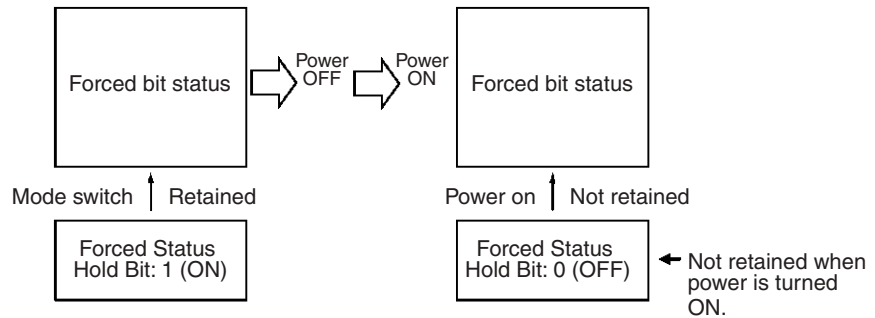 Forced bit status
Power
OFF
Power
ON
Forced bit status
Mode switch
Retained
Power on
Not retained
Forced Status
Hold Bit: 1 (ON)
Forced Status
Hold Bit: 0 (OFF)
Not retained when
power is turned
ON.